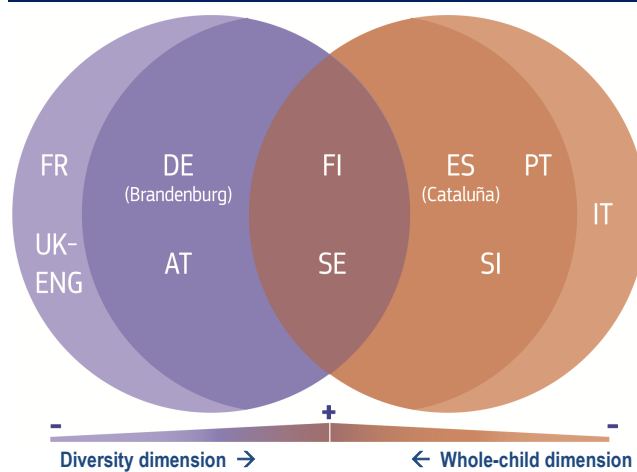 FR
DE
(Brandenburg)
FI
ES
(Cataluña)
PT
IT
UK-
ENG
AT
SE
SI
- + -
Diversity dimension → ← Whole-child dimension